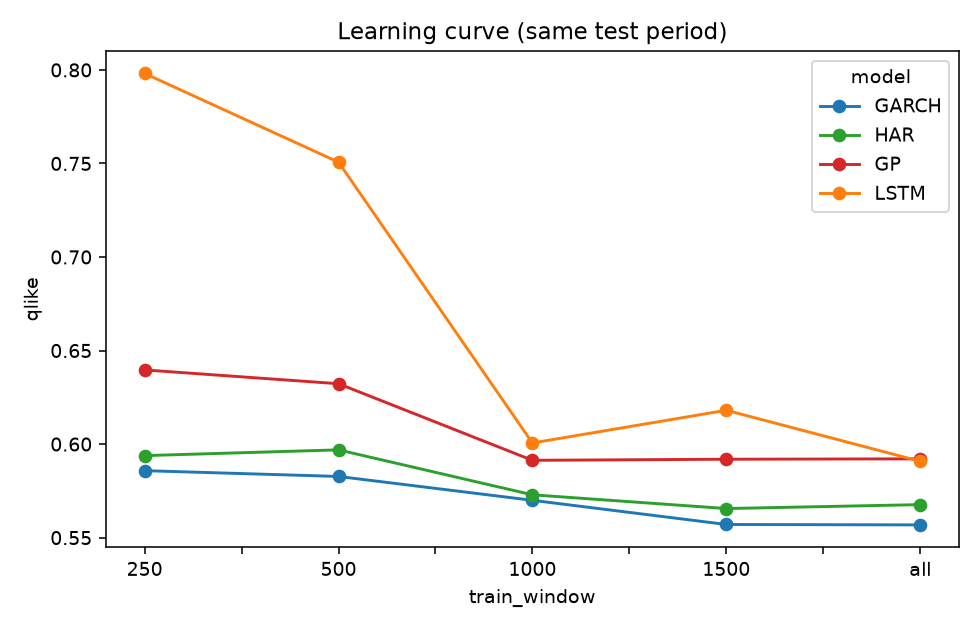 Learning curve (same test period)
model
GARCH
HAR
GP
LSTM
qlike
0.80
0.75
0.70
0.65
0.60
0.55
250 500 1000 1500 all
train_window